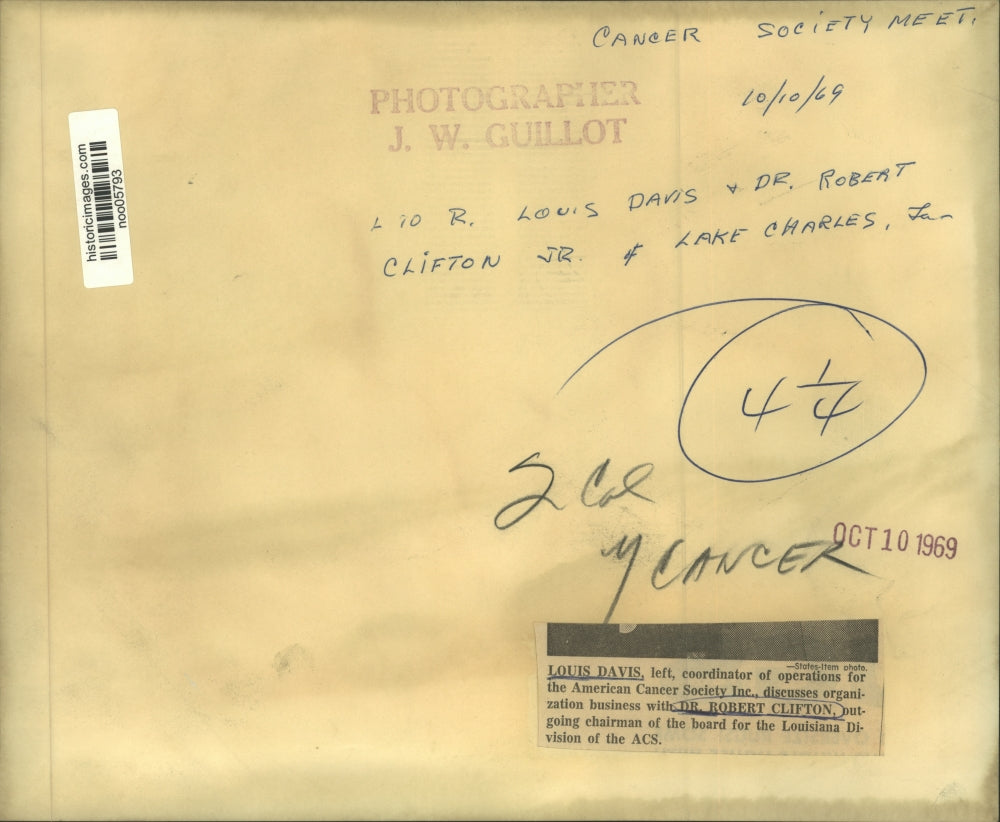 CANCER SOCIETY MEET.
PHOTOGRAPHER
J. W. GUILLOT
10/10/69
historicimages.com
noo05793
L TO R. LOUIS DAVIS & DR. ROBERT
CLIFTON JR. of LAKE CHARLES, La
4 1/4
2 Col
y CANCER
OCT 10 1969
—States-Item photo.
LOUIS DAVIS, left, coordinator of operations for
the American Cancer Society Inc., discusses organi-
zation business with DR. ROBERT CLIFTON, out-
going chairman of the board for the Louisiana Di-
vision of the ACS.